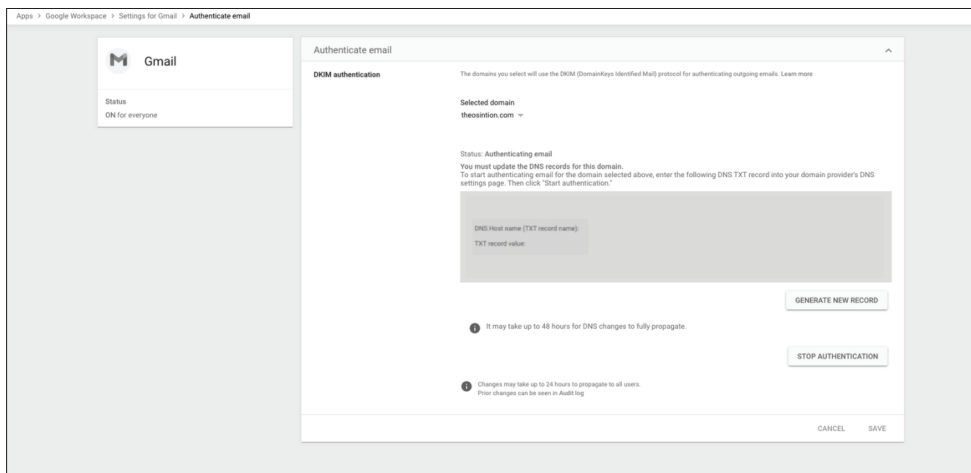 Apps > Google Workspace > Settings for Gmail > Authenticate email
Gmail
Status
ON for everyone
Authenticate email
DKIM authentication
The domains you select will use the DKIM (DomainKeys Identified Mail) protocol for authenticating outgoing emails. Learn more
Selected domain
theosintion.com
Status: Authenticating email
You must update the DNS records for this domain.
To start authenticating email for the domain selected above, enter the following DNS TXT record into your domain provider's DNS
settings page. Then click "Start authentication."
DNS Host name (TXT record name):
TXT record value:
GENERATE NEW RECORD
It may take up to 48 hours for DNS changes to fully propagate.
STOP AUTHENTICATION
Changes may take up to 24 hours to propagate to all users.
Prior changes can be seen in Audit log
CANCEL SAVE